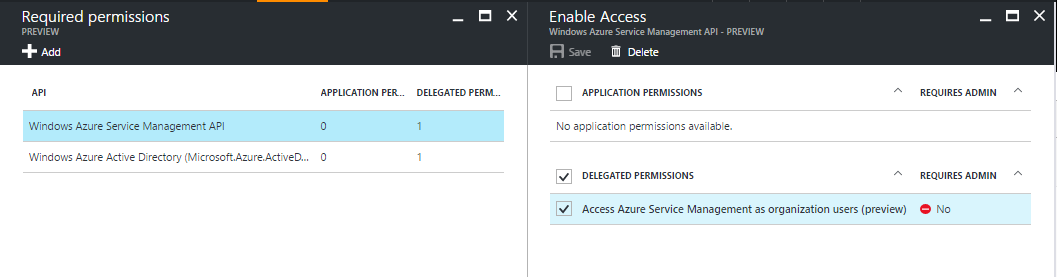 Required permissions
PREVIEW
Add
API APPLICATION PER... DELEGATED PERM...
Windows Azure Service Management API 0 1
Windows Azure Active Directory (Microsoft.Azure.ActiveD... 0 1
Enable Access
Windows Azure Service Management API - PREVIEW
Save Delete
APPLICATION PERMISSIONS REQUIRES ADMIN
No application permissions available.
DELEGATED PERMISSIONS REQUIRES ADMIN
Access Azure Service Management as organization users (preview) No